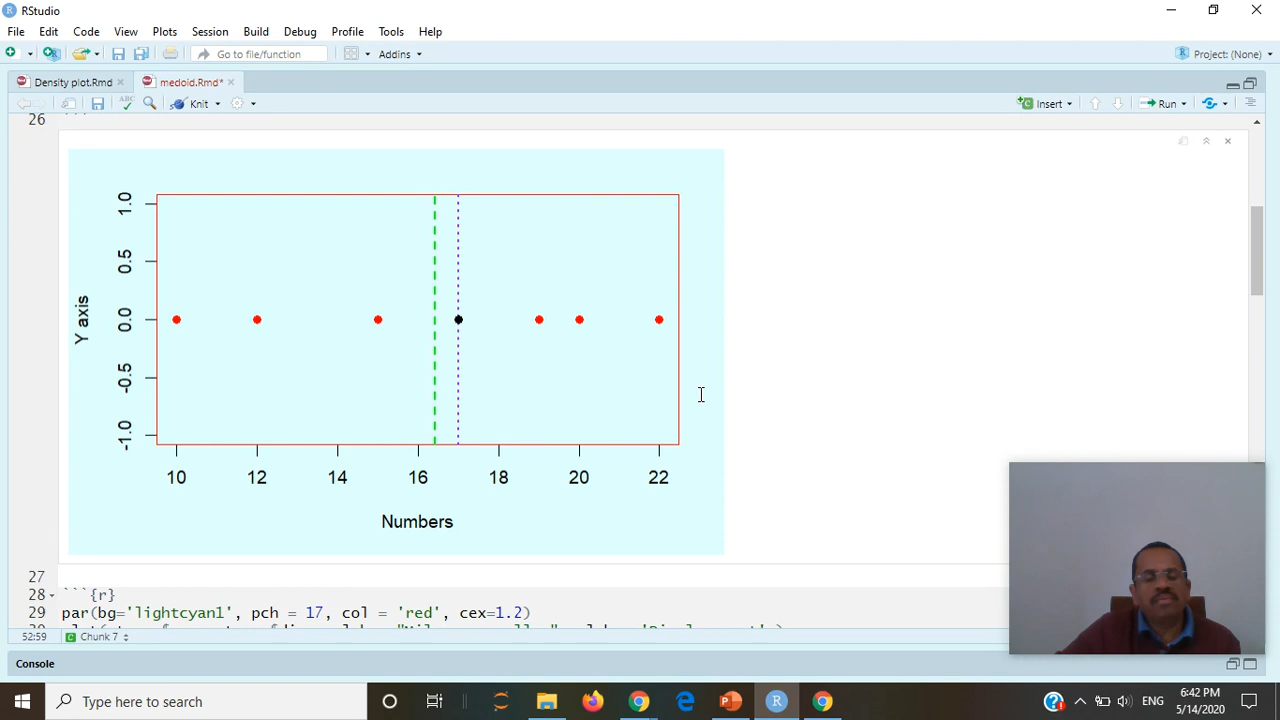 RStudio
File Edit Code View Plots Session Build Debug Profile Tools Help
Go to file/function Addins Project: (None)
Density plot.Rmd medoid.Rmd*
ABC Knit Insert Run
26
1.0
0.5
0.0
-0.5
-1.0
Y axis
10 12 14 16 18 20 22
Numbers
27
28 ```{r}
29 par(bg='lightcyan1', pch = 17, col = 'red', cex=1.2)
52:59 Chunk 7
Console
Type here to search
ENG
6:42 PM
5/14/2020